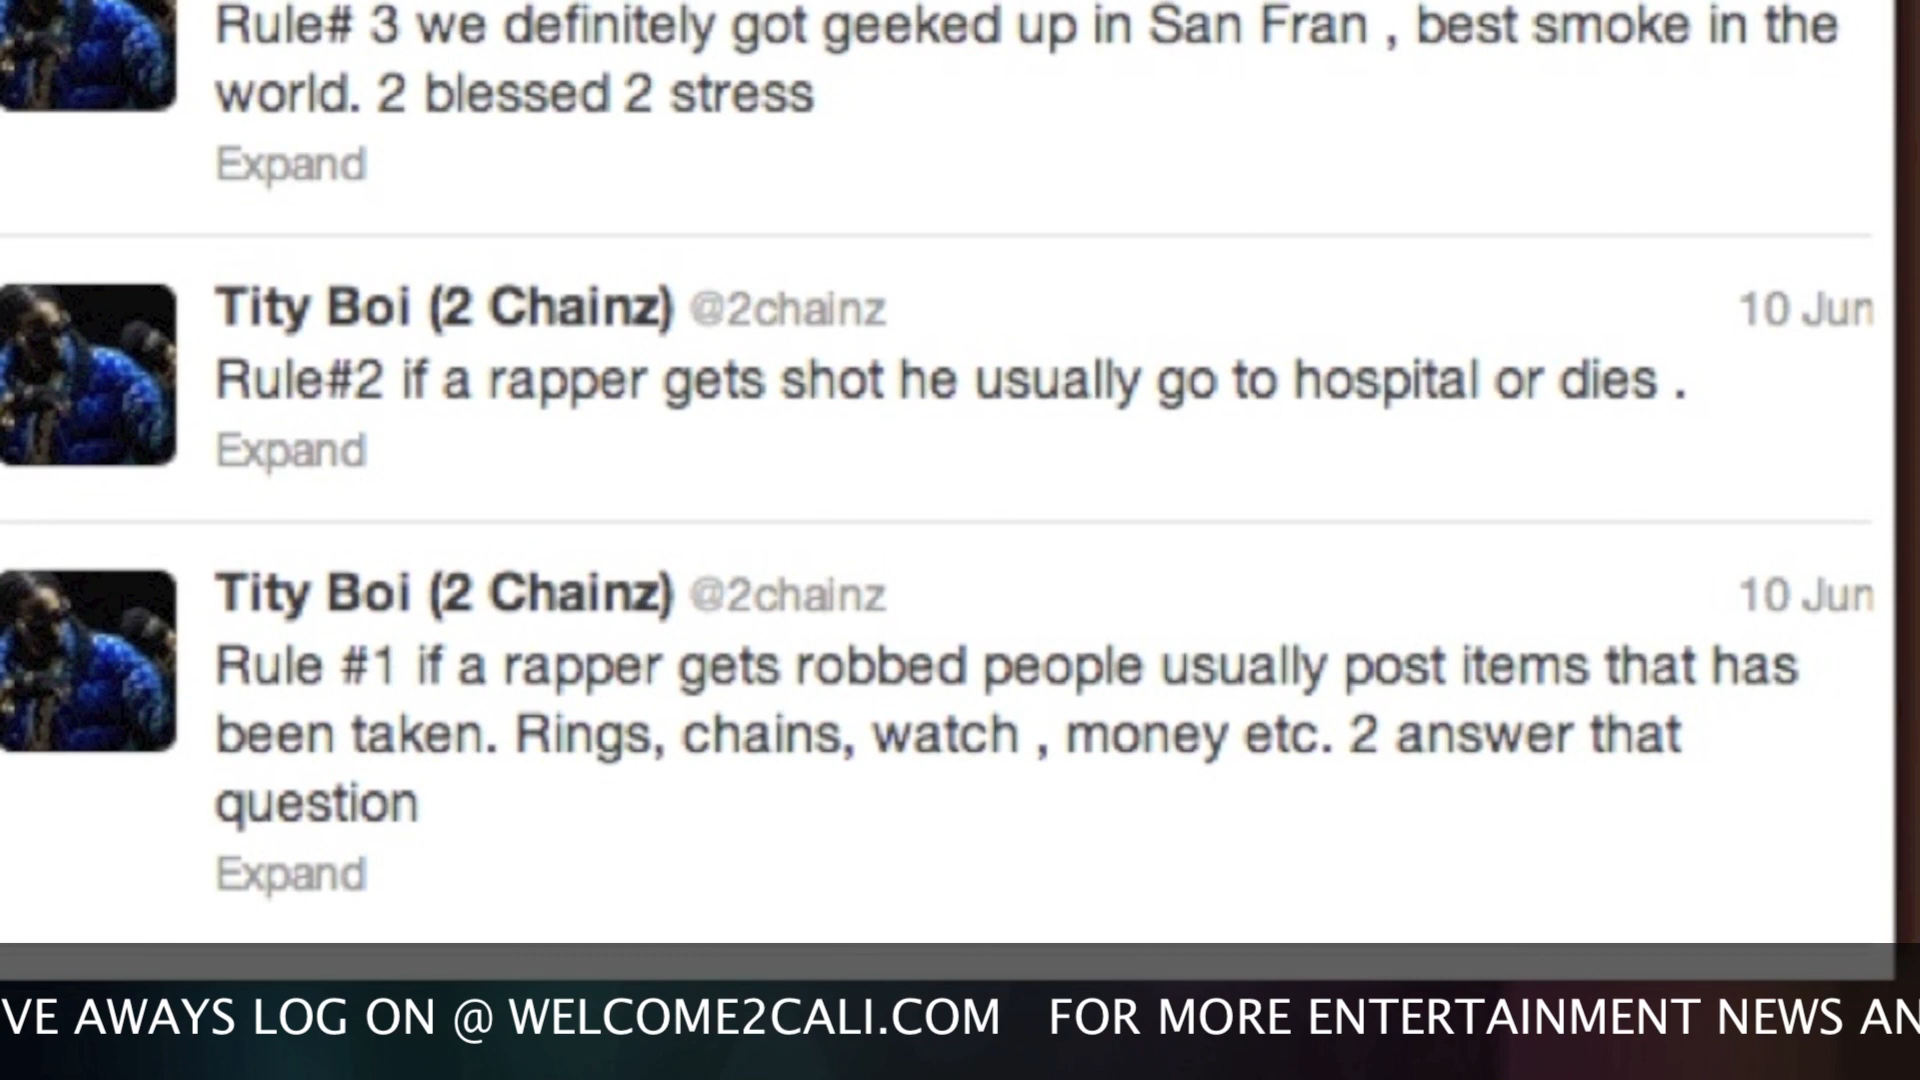 Rule# 3 we definitely got geeked up in San Fran , best smoke in the
world. 2 blessed 2 stress
Expand
Tity Boi (2 Chainz) @2chainz 10 Jun
Rule#2 if a rapper gets shot he usually go to hospital or dies .
Expand
Tity Boi (2 Chainz) @2chainz 10 Jun
Rule #1 if a rapper gets robbed people usually post items that has
been taken. Rings, chains, watch , money etc. 2 answer that
question
Expand
VE AWAYS LOG ON @ WELCOME2CALI.COM FOR MORE ENTERTAINMENT NEWS AN